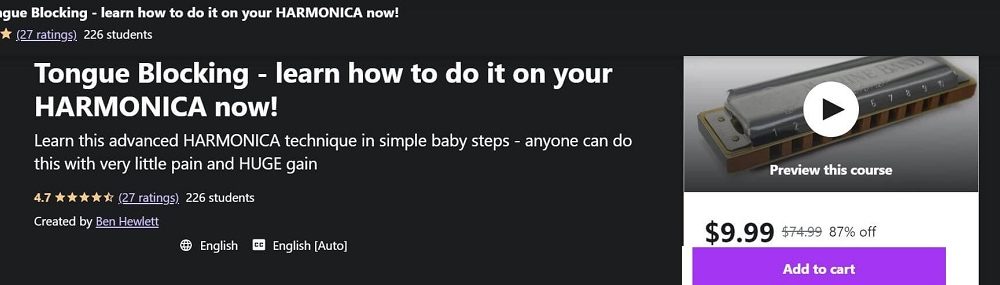 ngue Blocking - learn how to do it on your HARMONICA now!
(27 ratings) 226 students
Tongue Blocking - learn how to do it on your
HARMONICA now!
Learn this advanced HARMONICA technique in simple baby steps - anyone can do
this with very little pain and HUGE gain
4.7 (27 ratings) 226 students
Created by Ben Hewlett
English CC English [Auto]
Preview this course
$9.99 $74.99 87% off
Add to cart